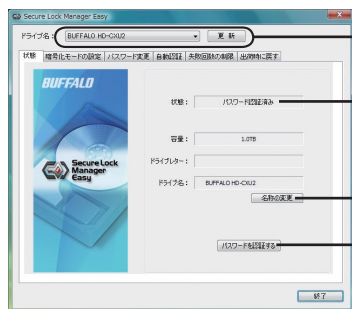 Secure Lock Manager Easy
ドライブ名： BUFFALO HD-CXU2 更 新
状態 暗号化モードの設定 パスワード変更 自動認証 失敗回数の制限 出荷時に戻す
BUFFALO
状態： パスワード認証済み
容量： 1.0TB
Secure Lock
Manager
Easy
ドライブレター：
ドライブ名： BUFFALO HD-CXU2
名称の変更
パスワードを認証する
終了